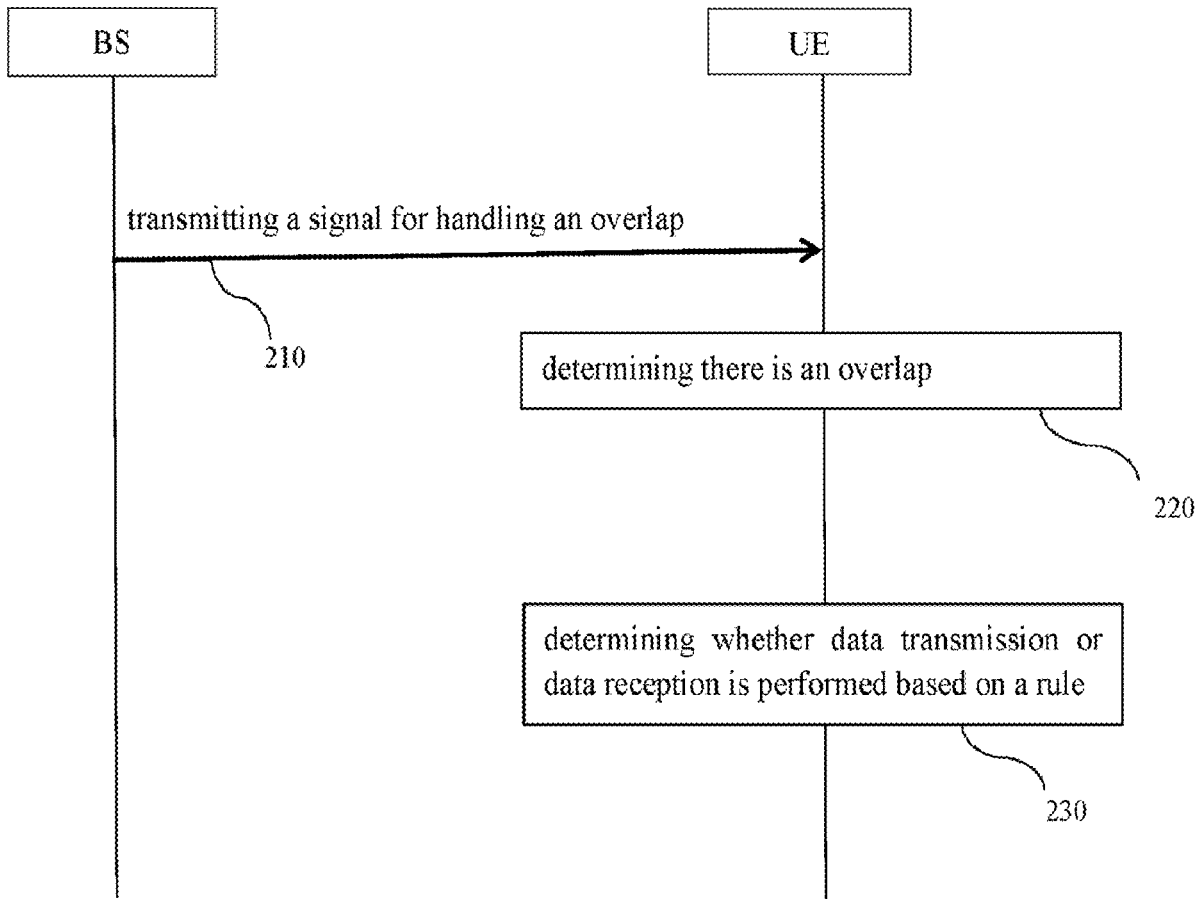 BS
UE
transmitting a signal for handling an overlap
210
determining there is an overlap
220
determining whether data transmission or
data reception is performed based on a rule
230